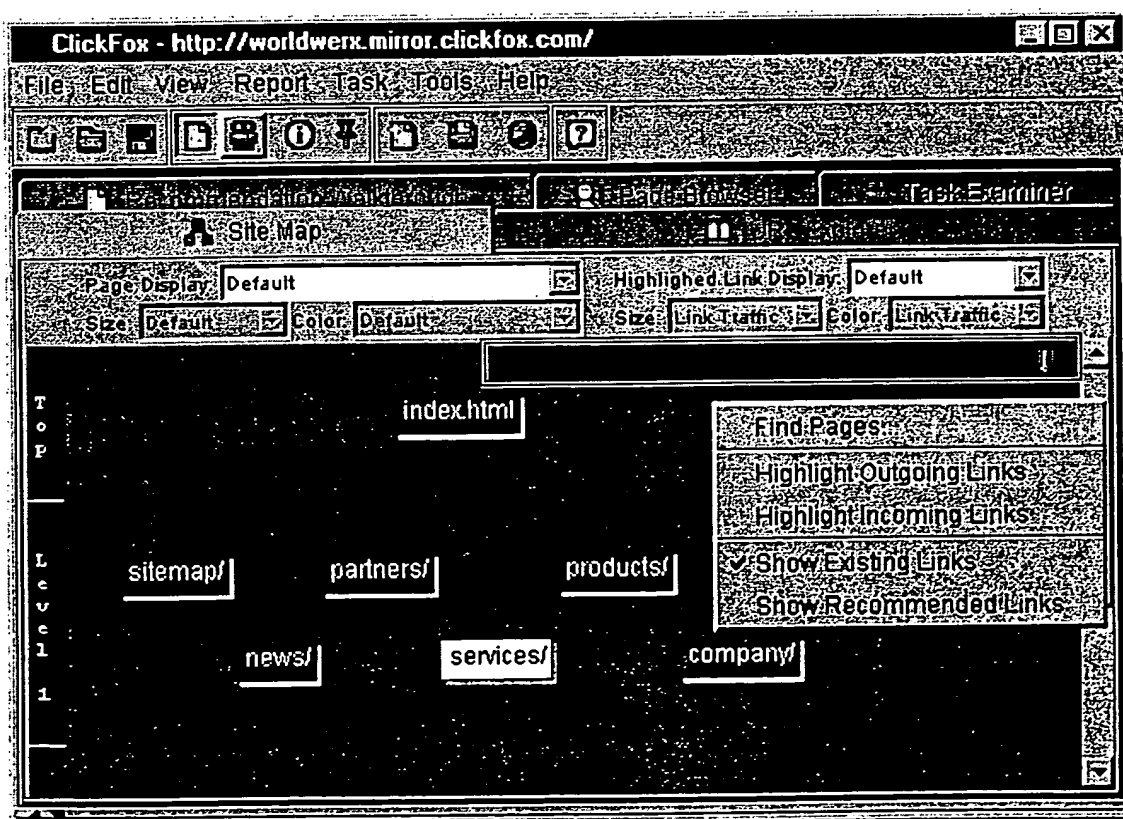 ClickFox - http://worldwerx.mirror.clickfox.com/
File Edit View Report Task Tools Help
Recommendation Page Browser Task Examiner
Site Map
Page Display: Default Highlighed Link Display: Default
Size: Default Color: Default Size: Link Traffic Color: Link Traffic
Top
index.html
Find Pages
Highlight Outgoing Links
Highlight Incoming Links
Level 1
sitemap/ partners/ products/
Show Existing Links
Show Recommended Links
news/ services/ company/